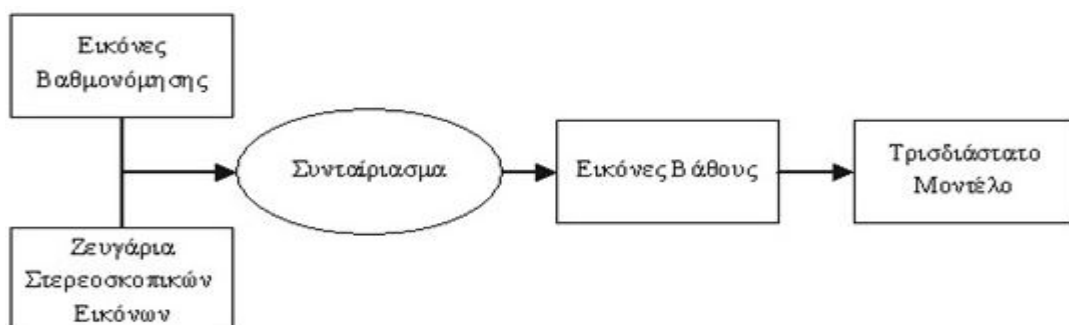 Εικόνες
Βαθμονόμησης
Συνταίριασμα
Εικόνες Βάθους
Τρισδιάστατο
Μοντέλο
Ζευγάρια
Στερεοσκοπικών
Εικόνων